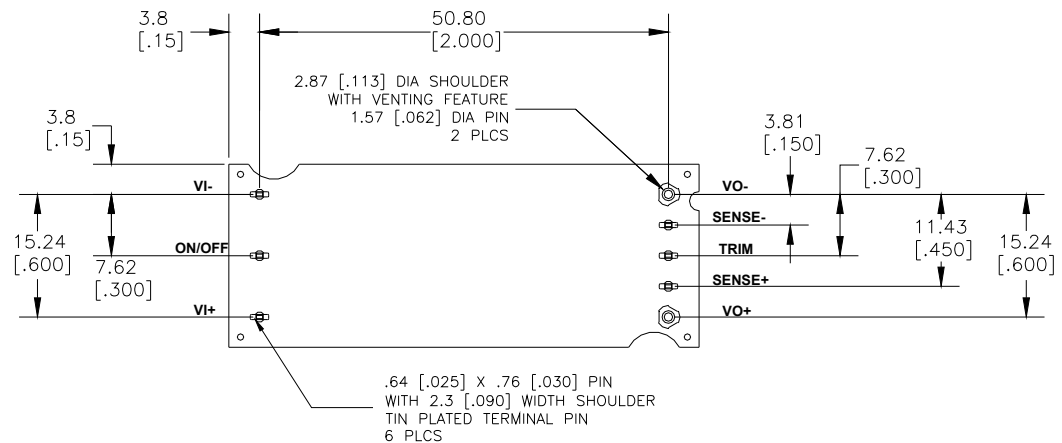 3.8
[.15]
50.80
[2.000]
2.87 [.113] DIA SHOULDER
WITH VENTING FEATURE
1.57 [.062] DIA PIN
2 PLCS
3.8
[.15]
3.81
[.150]
7.62
[.300]
VI-
VO-
SENSE-
15.24
[.600]
ON/OFF
7.62
[.300]
TRIM
11.43
[.450]
15.24
[.600]
SENSE+
VI+
VO+
.64 [.025] X .76 [.030] PIN
WITH 2.3 [.090] WIDTH SHOULDER
TIN PLATED TERMINAL PIN
6 PLCS